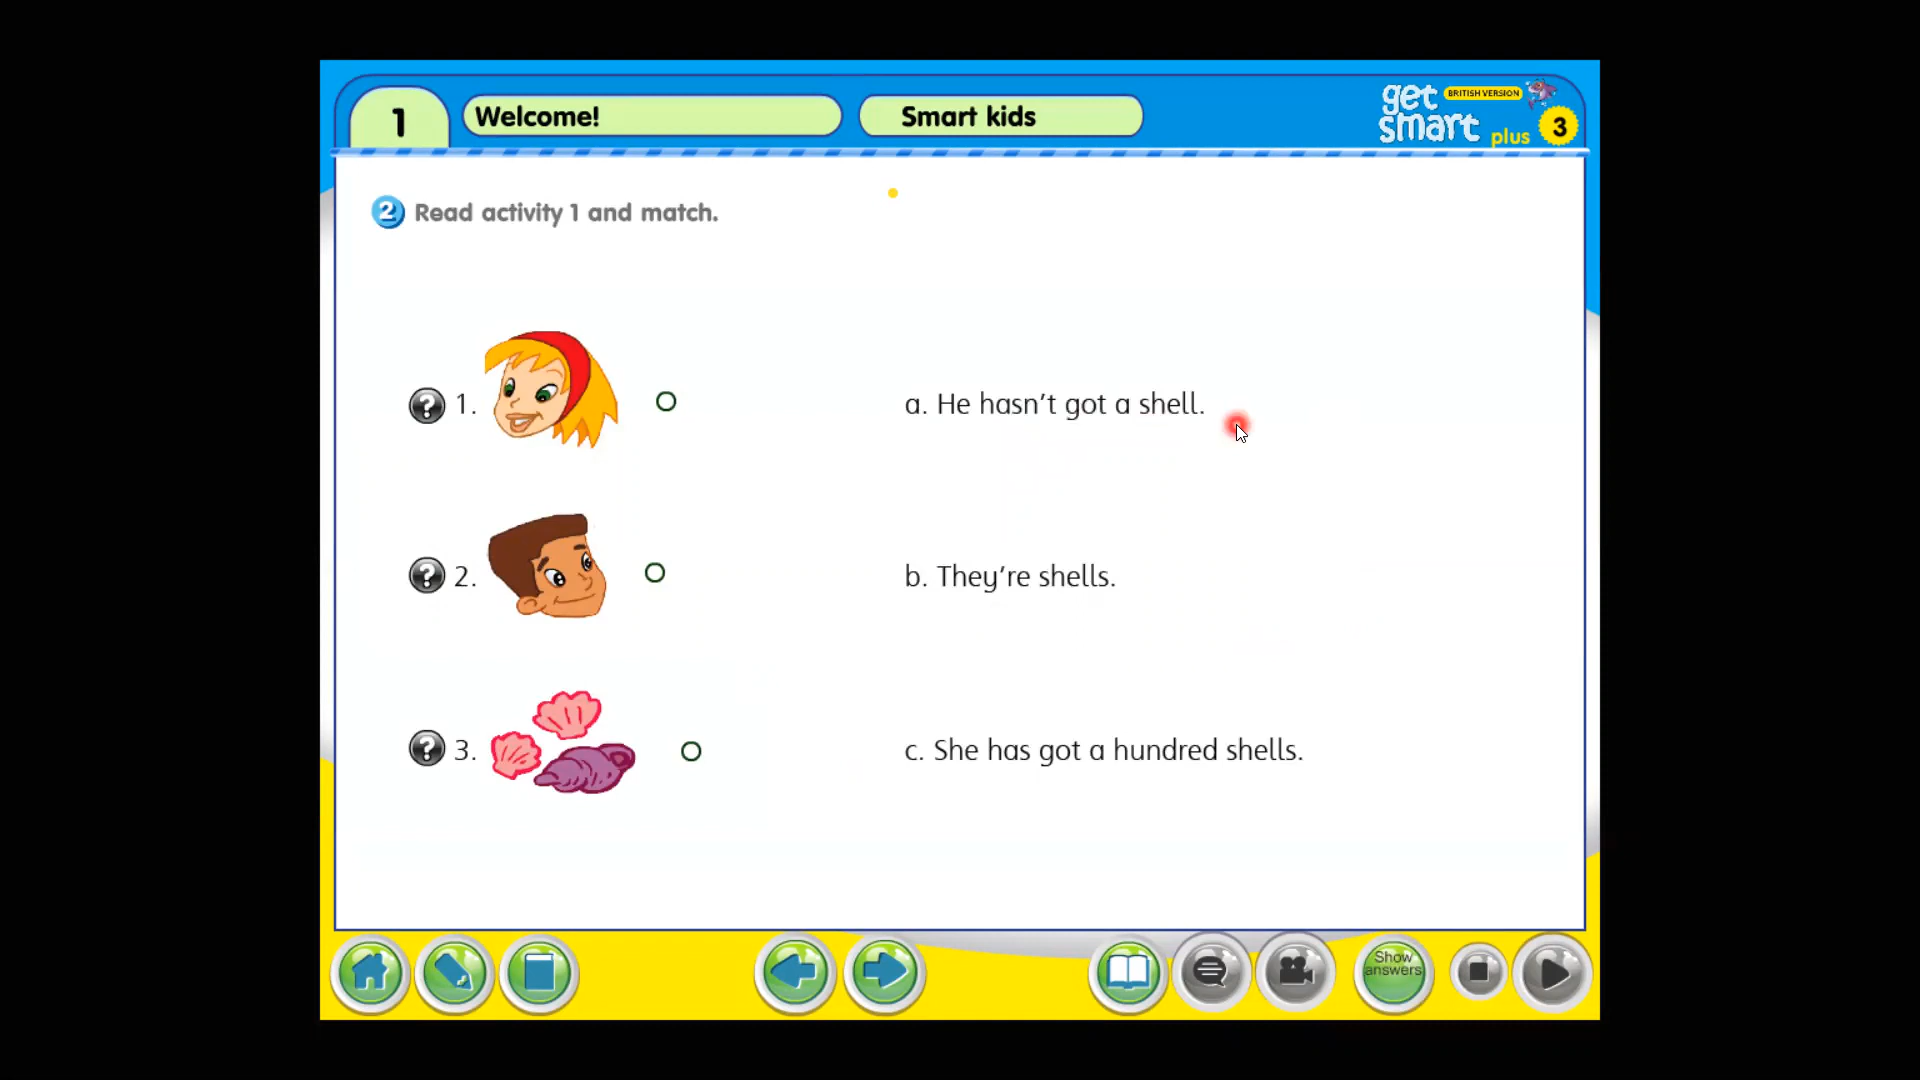 1
Welcome!
Smart kids
get smart plus 3
BRITISH VERSION
2 Read activity 1 and match.
? 1.
a. He hasn't got a shell.
? 2.
b. They're shells.
? 3.
c. She has got a hundred shells.
Show answers